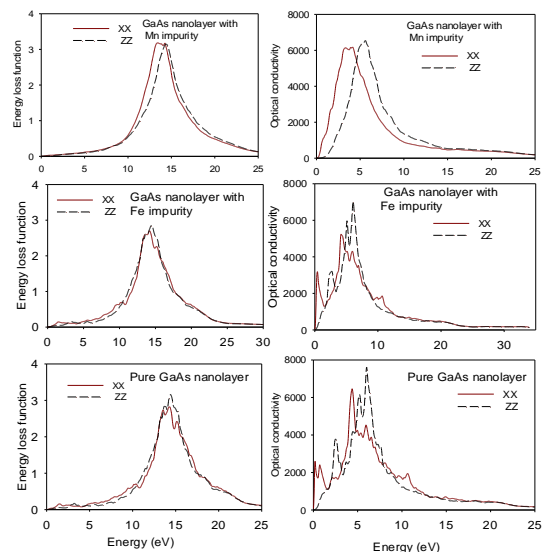 GaAs nanolayer with
Mn impurity
XX
ZZ
Energy loss function
4
3
2
1
0
0 5 10 15 20 25
GaAs nanolayer with
Mn impurity
XX
ZZ
Optical conductivity
8000
6000
4000
2000
0
0 5 10 15 20 25
GaAs nanolayer with
Fe impurity
XX
ZZ
Energy loss function
4
3
2
1
0
0 5 10 15 20 25 30
GaAs nanolayer with
Fe impurity
XX
ZZ
Optical conductivity
8000
6000
4000
2000
0
0 10 20 30
Pure GaAs nanolayer
XX
ZZ
Energy loss function
4
3
2
1
0
0 5 10 15 20 25
Energy (eV)
Pure GaAs nanolayer
XX
ZZ
Optical conductivity
8000
6000
4000
2000
0
0 5 10 15 20 25
Energy (eV)